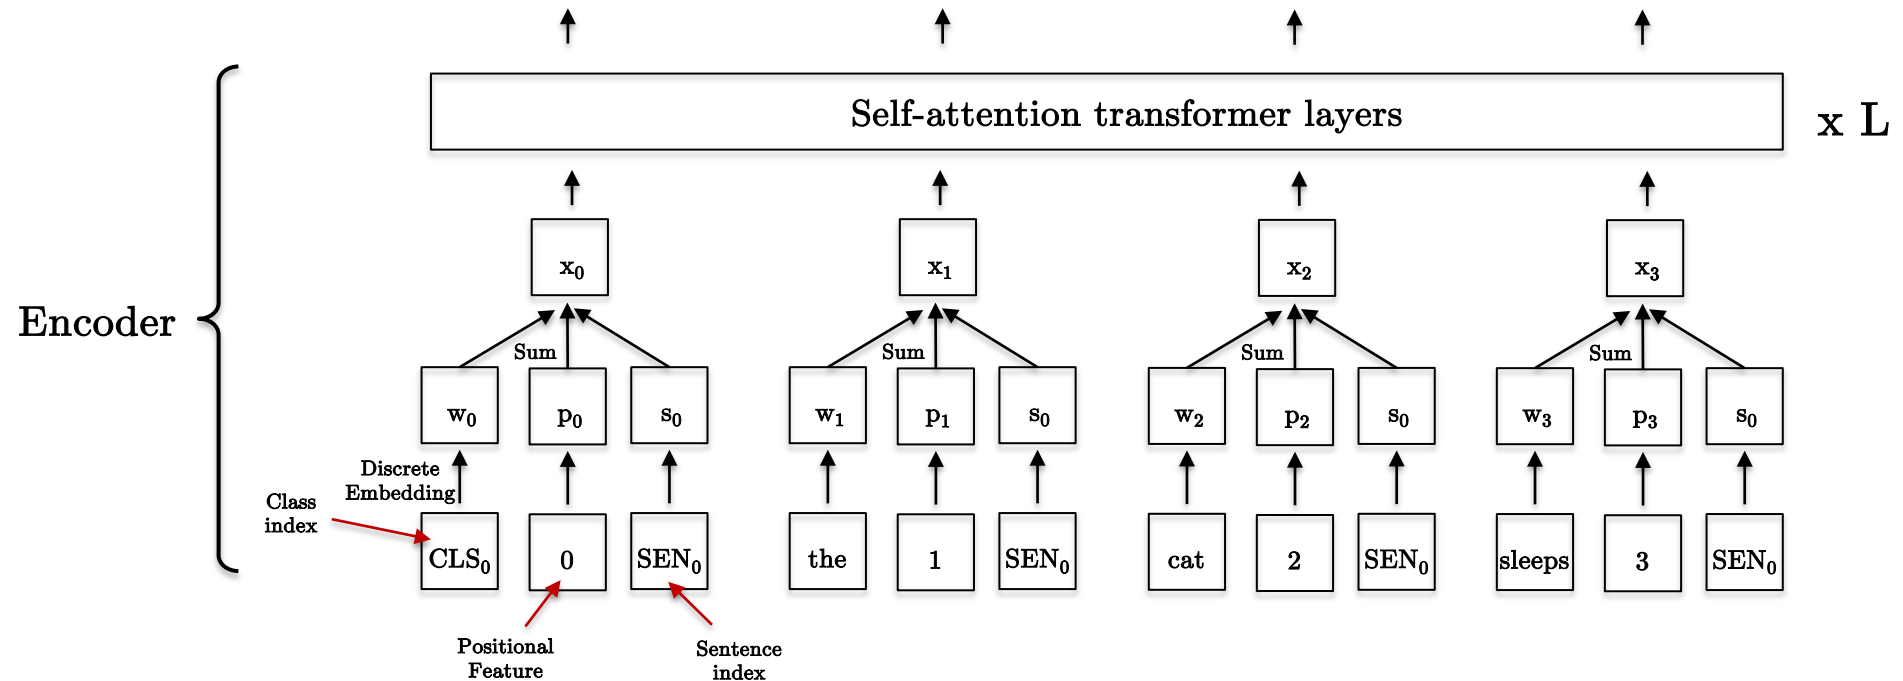 Self-attention transformer layers
x L
x₀ x₁ x₂ x₃
Encoder
Sum Sum Sum Sum
w₀ p₀ s₀ w₁ p₁ s₀ w₂ p₂ s₀ w₃ p₃ s₀
Discrete
Embedding
Class
index
CLS₀ 0 SEN₀ the 1 SEN₀ cat 2 SEN₀ sleeps 3 SEN₀
Positional
Feature
Sentence
index